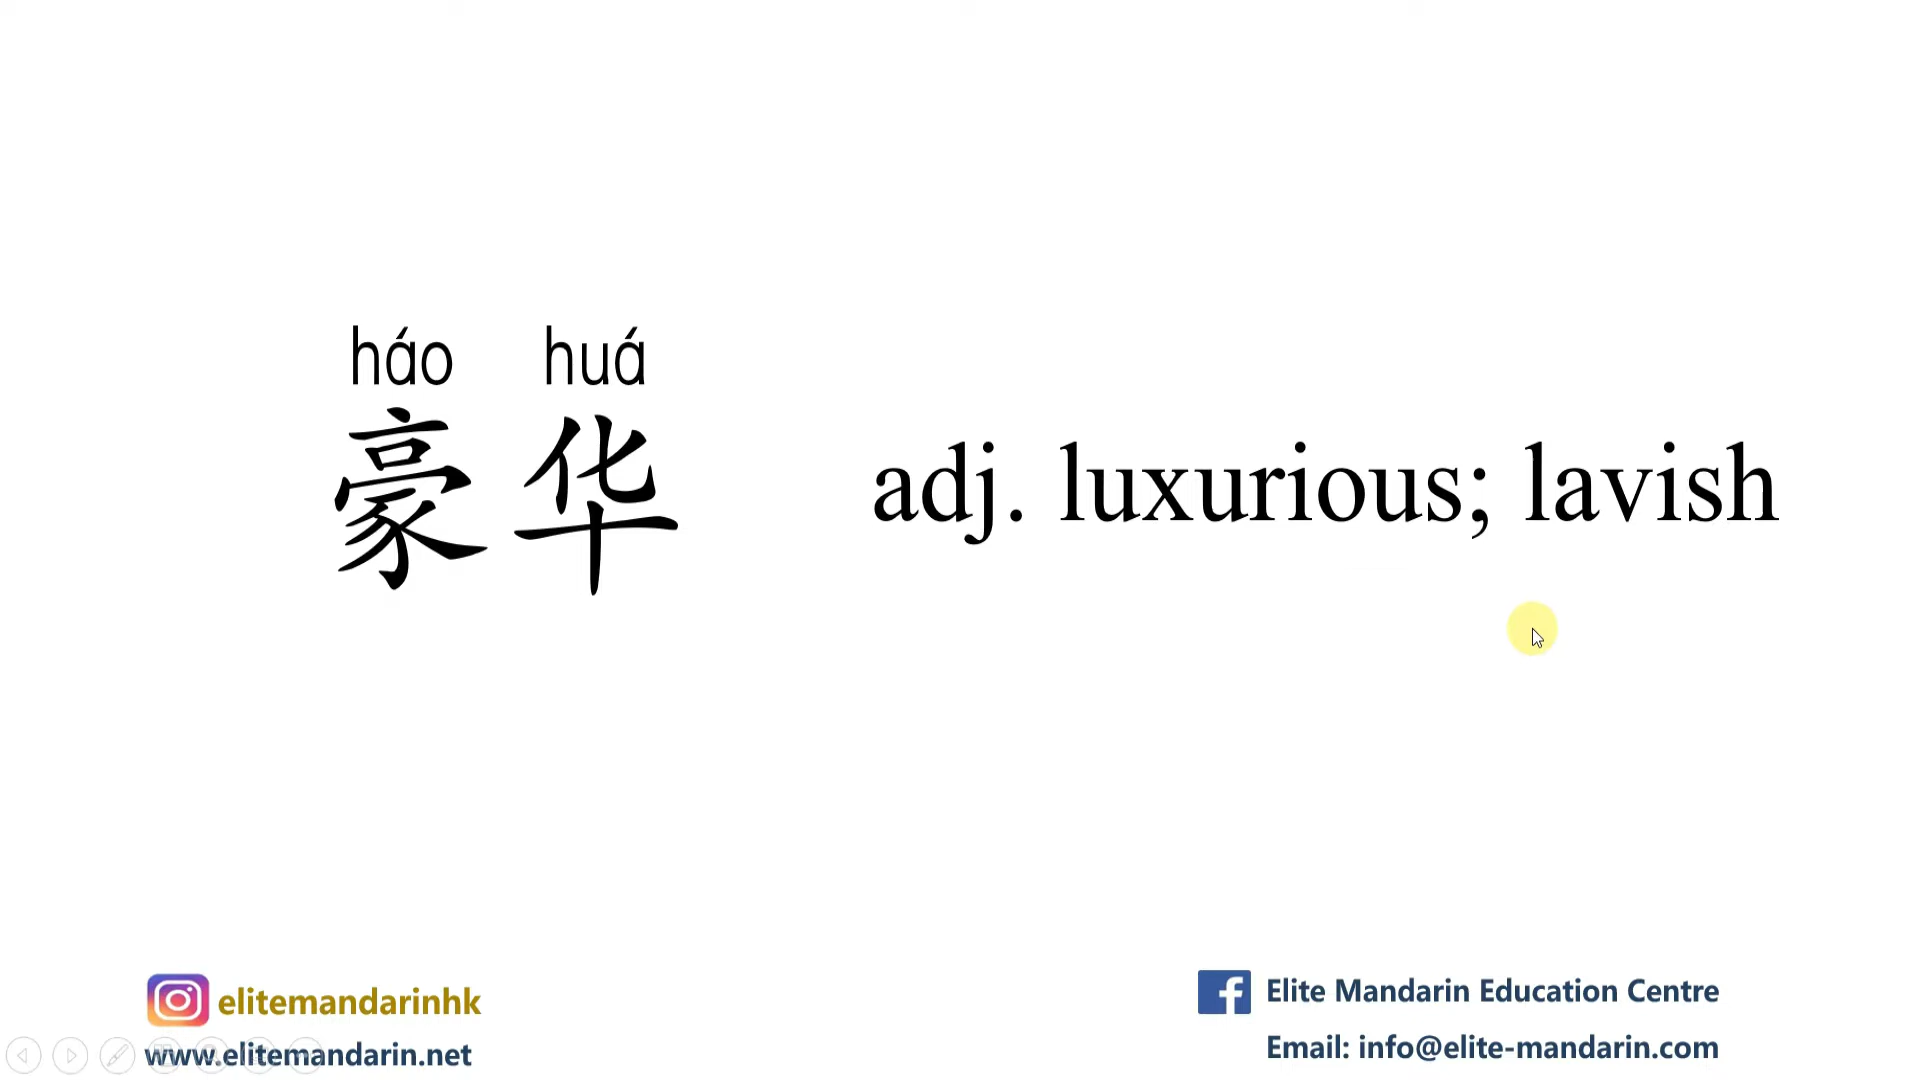 háo huá
豪华
adj. luxurious; lavish
elitemandarinhk
www.elitemandarin.net
Elite Mandarin Education Centre
Email: info@elite-mandarin.com